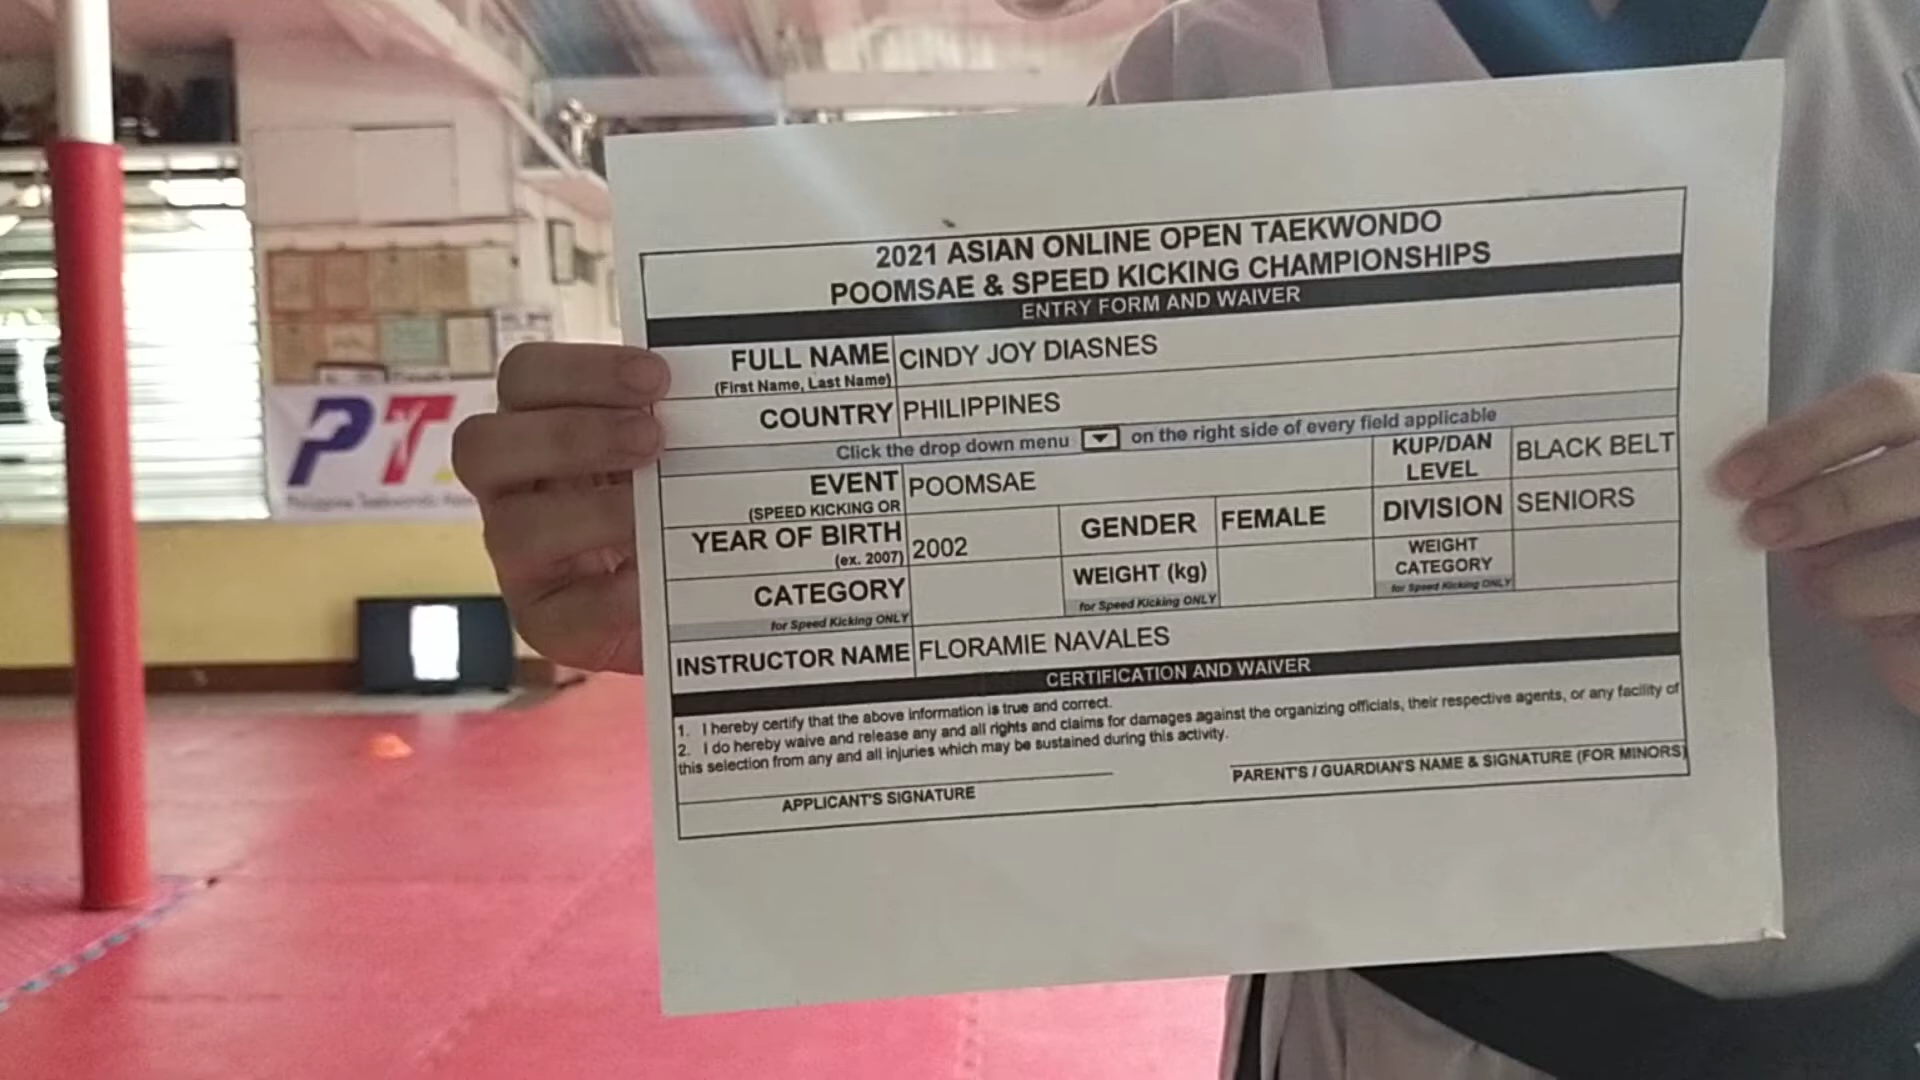 2021 ASIAN ONLINE OPEN TAEKWONDO
POOMSAE & SPEED KICKING CHAMPIONSHIPS
ENTRY FORM AND WAIVER
FULL NAME CINDY JOY DIASNES
(First Name, Last Name)
COUNTRY PHILIPPINES
Click the drop down menu on the right side of every field applicable
EVENT POOMSAE KUP/DAN LEVEL BLACK BELT
(SPEED KICKING OR
YEAR OF BIRTH 2002 GENDER FEMALE DIVISION SENIORS
(ex. 2007)
CATEGORY WEIGHT (kg) WEIGHT CATEGORY
for Speed Kicking ONLY for Speed Kicking ONLY for Speed Kicking ONLY
INSTRUCTOR NAME FLORAMIE NAVALES
CERTIFICATION AND WAIVER
1. I hereby certify that the above information is true and correct.
2. I do hereby waive and release any and all rights and claims for damages against the organizing officials, their respective agents, or any facility of
this selection from any and all injuries which may be sustained during this activity.
APPLICANT'S SIGNATURE PARENT'S / GUARDIAN'S NAME & SIGNATURE (FOR MINORS)
PT
Philippine Taekwondo